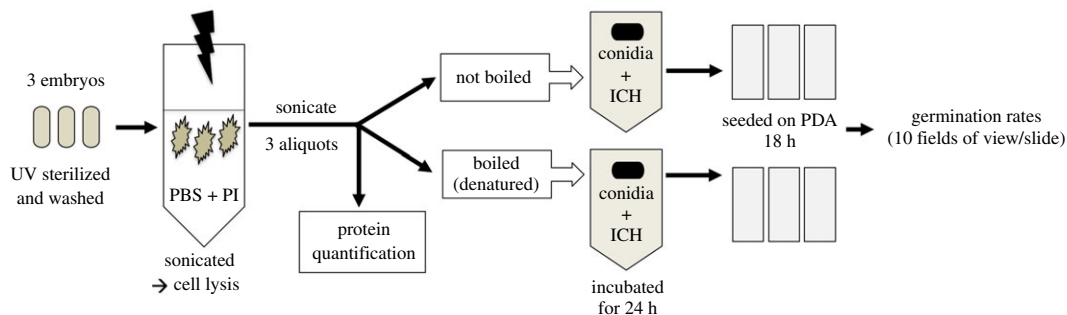 3 embryos
UV sterilized
and washed
PBS + PI
sonicated
→ cell lysis
sonicate
3 aliquots
protein
quantification
not boiled
boiled
(denatured)
conidia
+
ICH
conidia
+
ICH
incubated
for 24 h
seeded on PDA
18 h
germination rates
(10 fields of view/slide)